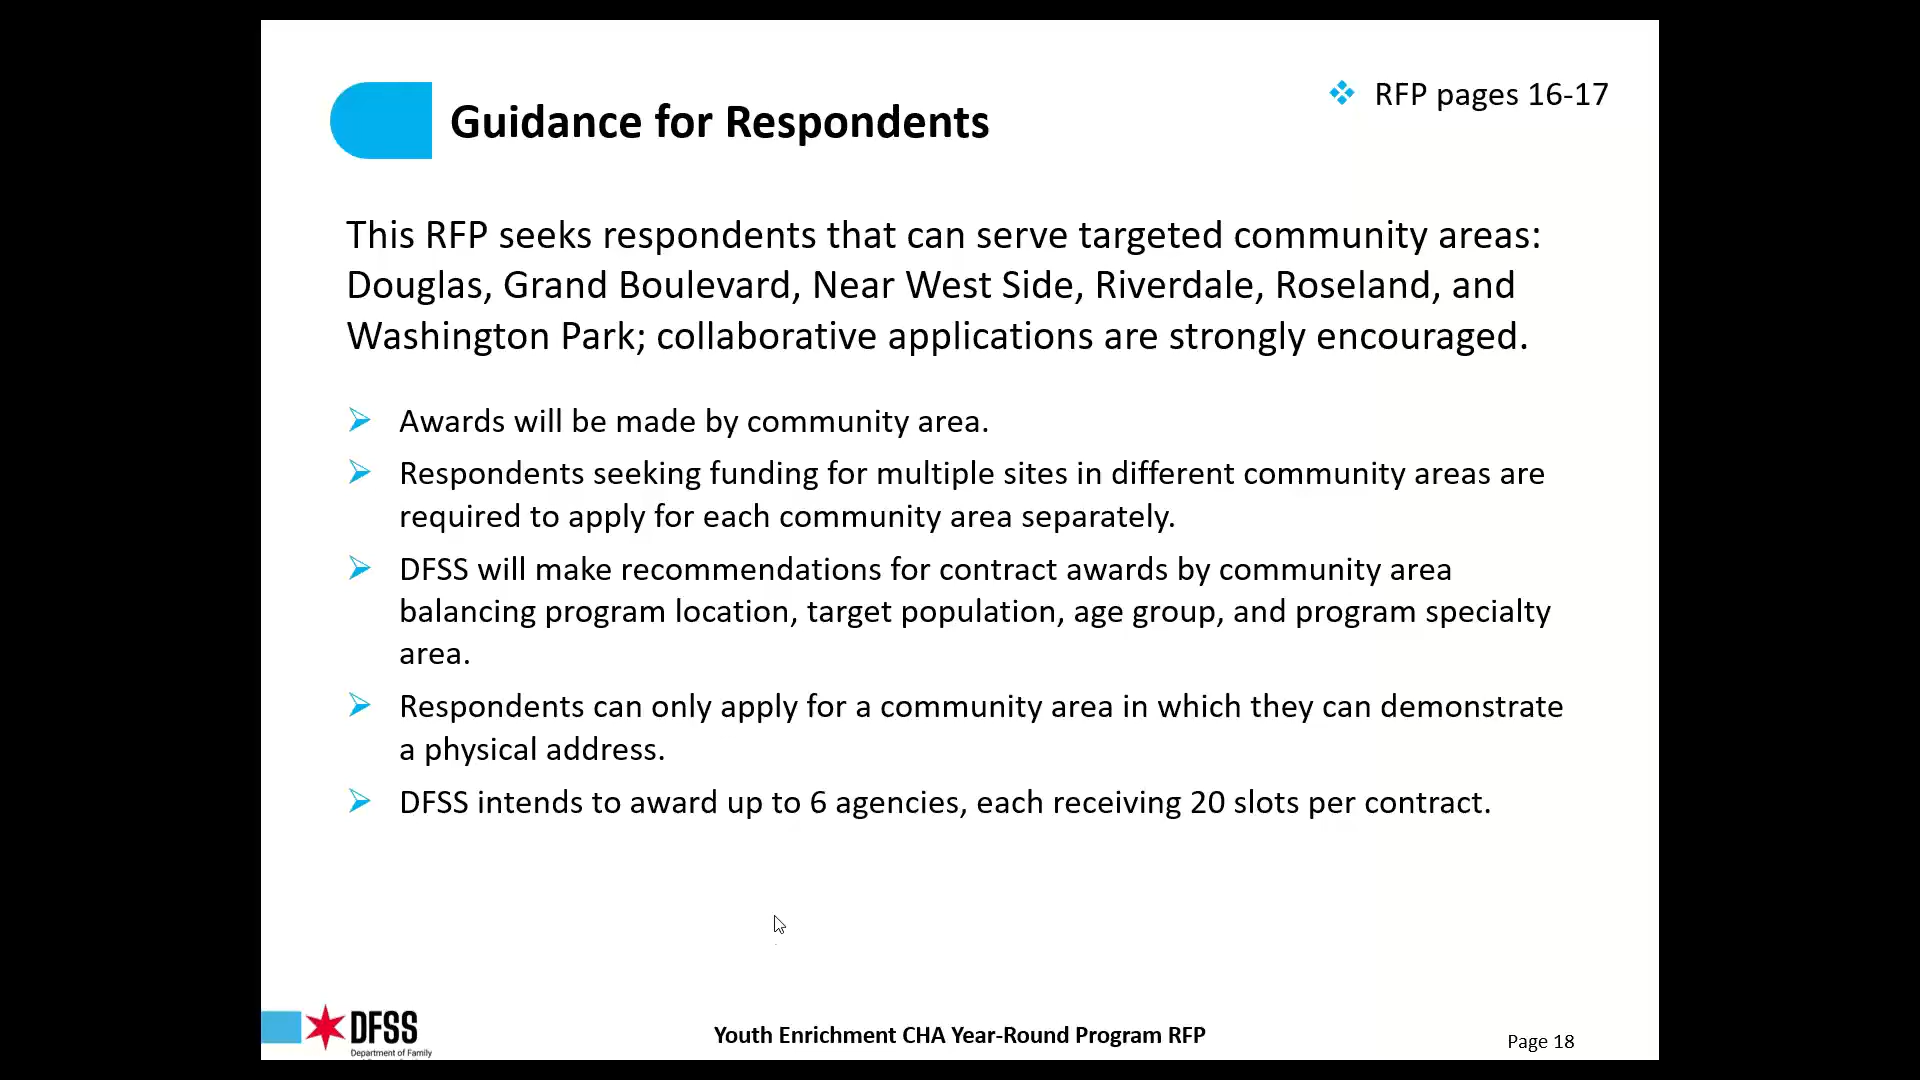 Guidance for Respondents
RFP pages 16-17
This RFP seeks respondents that can serve targeted community areas:
Douglas, Grand Boulevard, Near West Side, Riverdale, Roseland, and
Washington Park; collaborative applications are strongly encouraged.
Awards will be made by community area.
Respondents seeking funding for multiple sites in different community areas are
required to apply for each community area separately.
DFSS will make recommendations for contract awards by community area
balancing program location, target population, age group, and program specialty
area.
Respondents can only apply for a community area in which they can demonstrate
a physical address.
DFSS intends to award up to 6 agencies, each receiving 20 slots per contract.
DFSS
Department of Family
Youth Enrichment CHA Year-Round Program RFP
Page 18